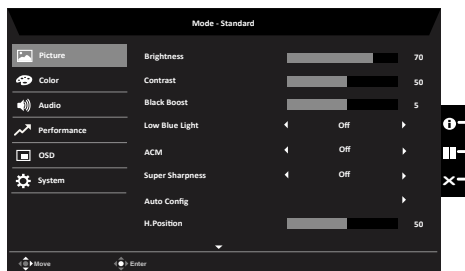 Mode - Standard
Picture
Color
Audio
Performance
OSD
System
Brightness 70
Contrast 50
Black Boost 5
Low Blue Light Off
ACM Off
Super Sharpness Off
Auto Config
H.Position 50
Move Enter